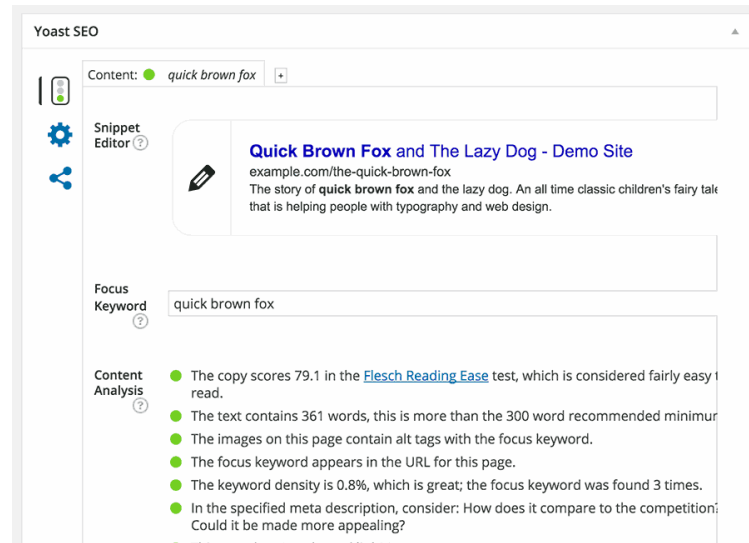 Yoast SEO
Content: quick brown fox +
Snippet
Editor ?
Quick Brown Fox and The Lazy Dog - Demo Site
example.com/the-quick-brown-fox
The story of quick brown fox and the lazy dog. An all time classic children's fairy tale
that is helping people with typography and web design.
Focus
Keyword
?
quick brown fox
Content
Analysis
?
The copy scores 79.1 in the Flesch Reading Ease test, which is considered fairly easy
read.
The text contains 361 words, this is more than the 300 word recommended
The images on this page contain alt tags with the focus keyword.
The focus keyword appears in the URL for this page.
The keyword density is 0.8%, which is great; the focus keyword was found 3 times.
In the specified meta description, consider: How does it compare to the competition?
Could it be made more appealing?